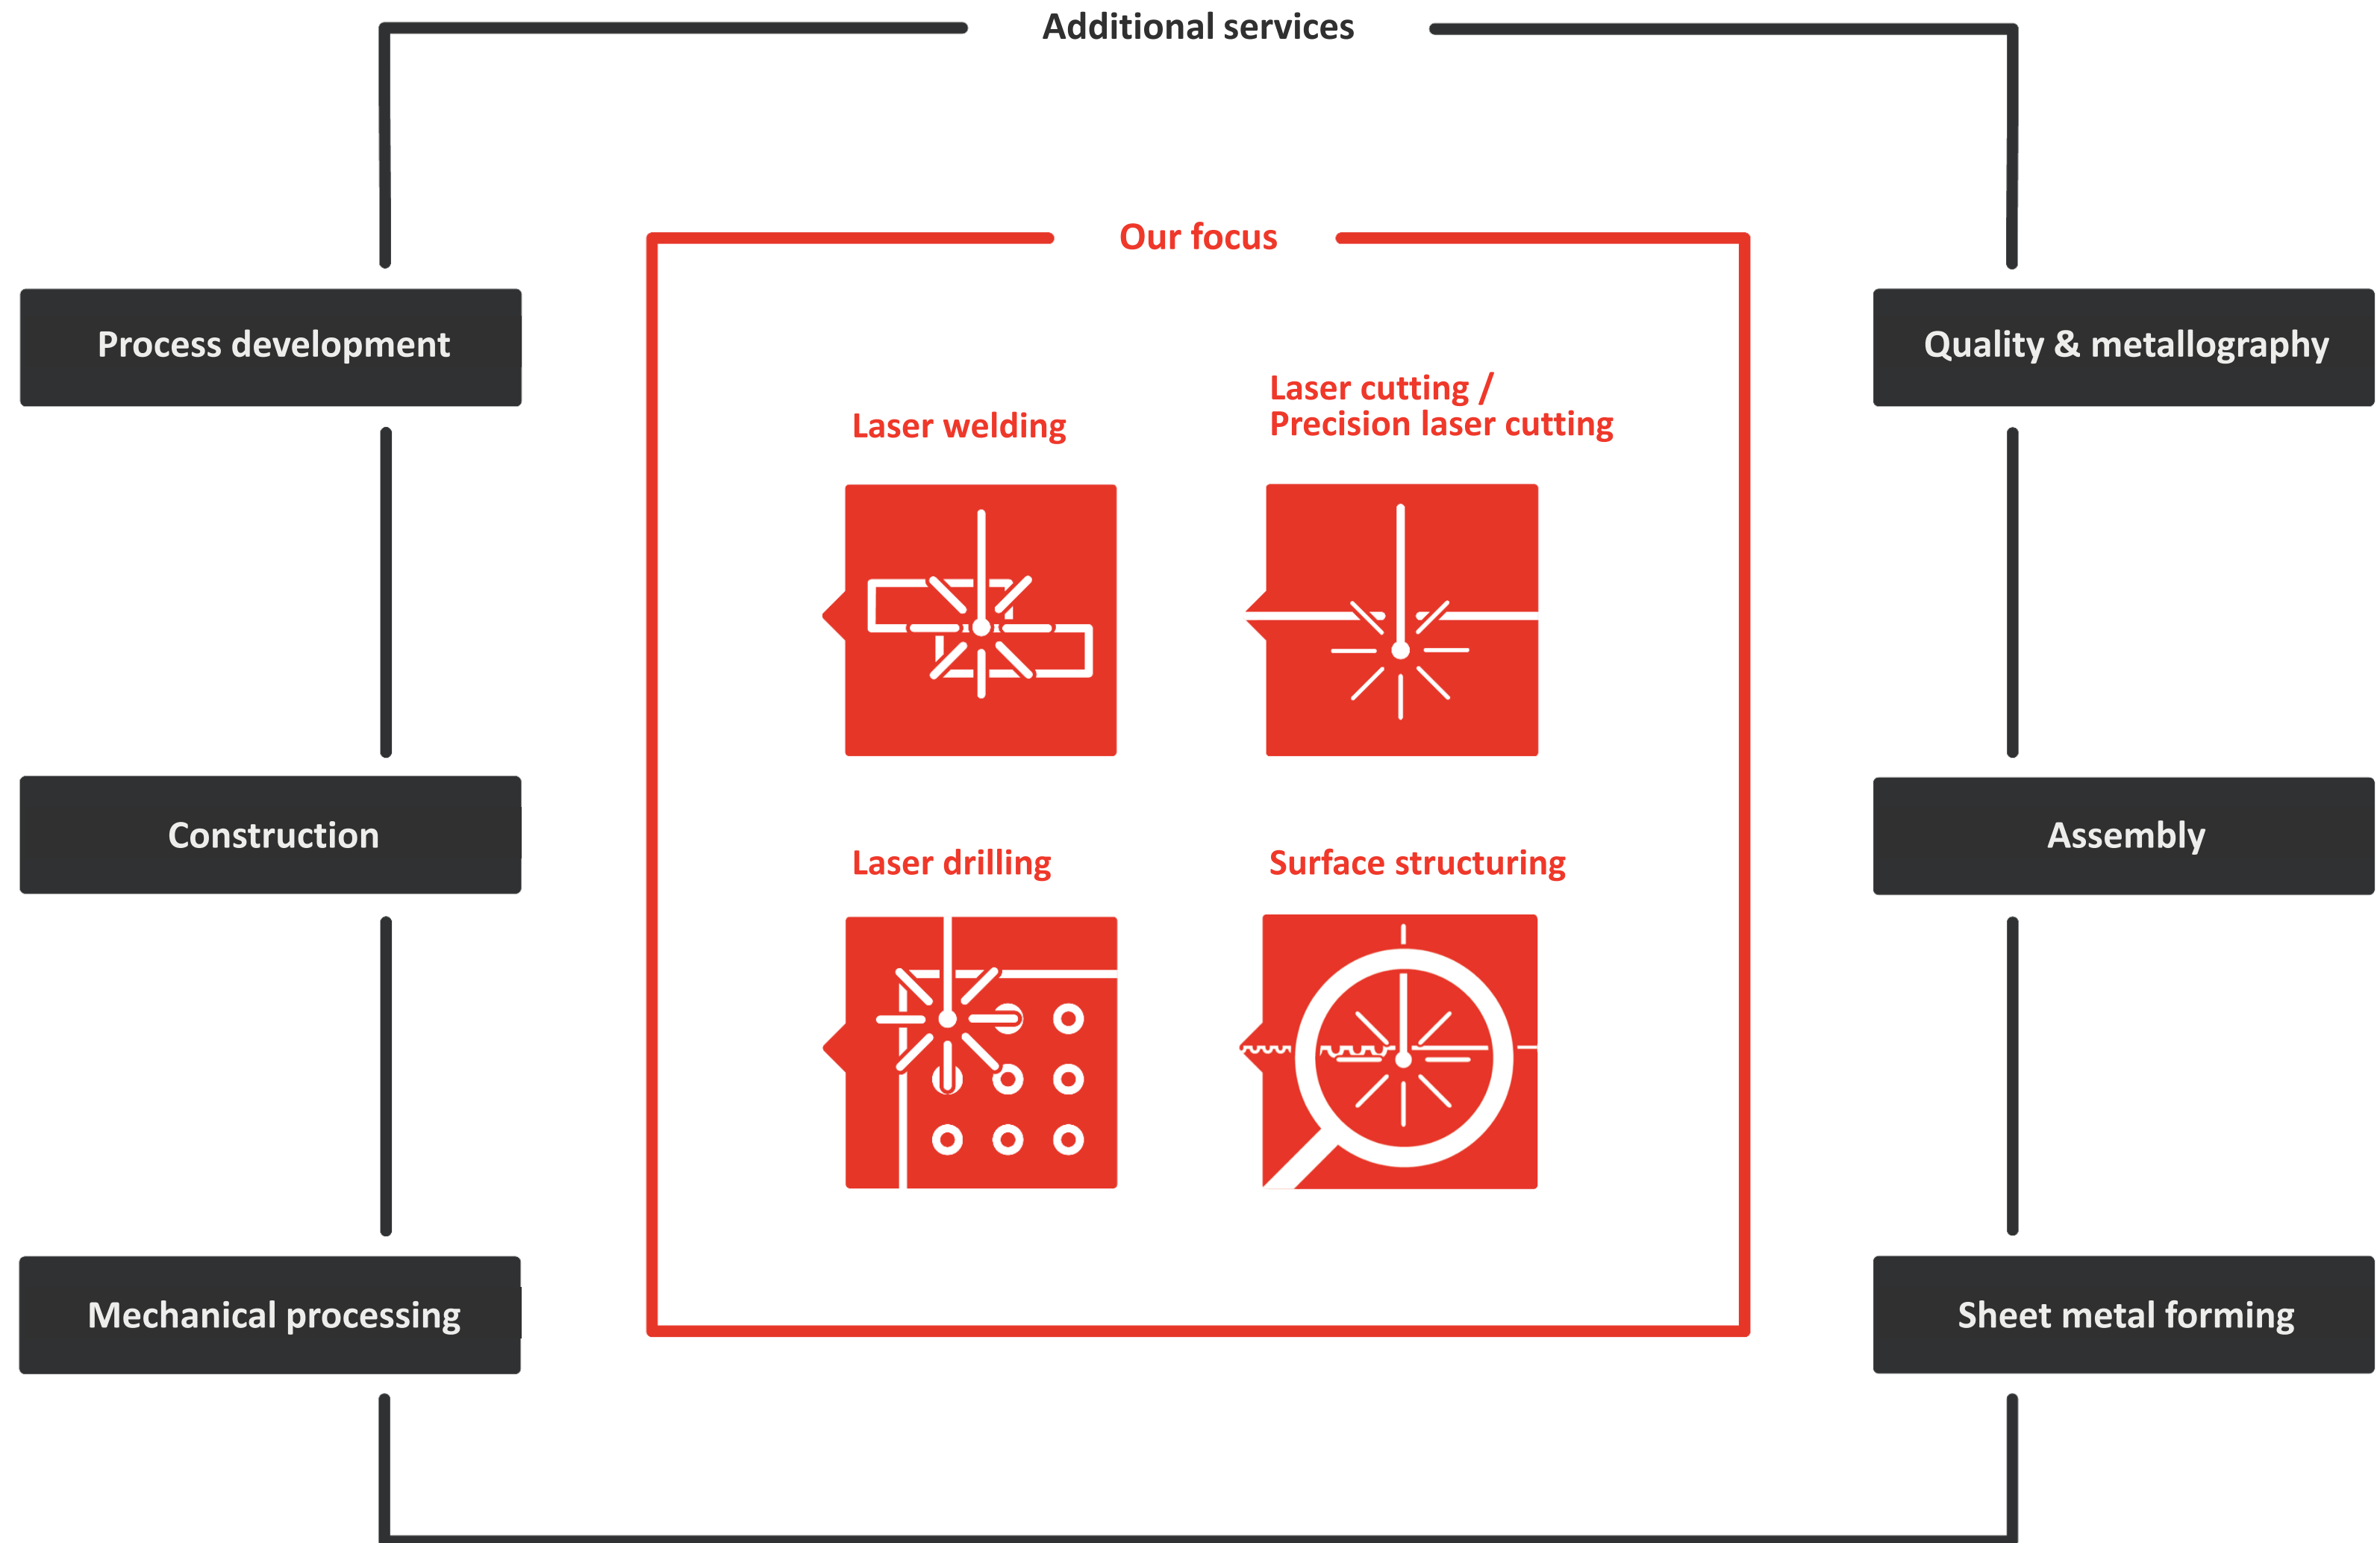 Additional services
Our focus
Process development
Quality & metallography
Laser welding
Laser cutting /
Precision laser cutting
Construction
Assembly
Laser drilling
Surface structuring
Mechanical processing
Sheet metal forming